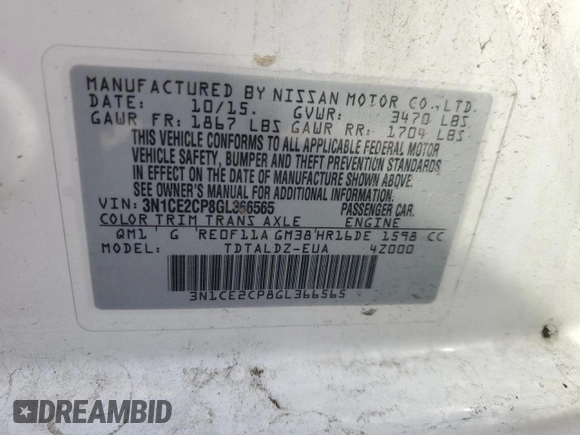 MANUFACTURED BY NISSAN MOTOR CO., LTD.
DATE: 10/15. GVWR: 3470 LBS
GAWR FR: 1867 LBS GAWR RR: 1704 LBS
THIS VEHICLE CONFORMS TO ALL APPLICABLE FEDERAL MOTOR
VEHICLE SAFETY, BUMPER AND THEFT PREVENTION STANDARDS
IN EFFECT ON THE DATE OF MANUFACTURE SHOWN ABOVE.
SEE OWNER'S MANUAL FOR ADDITIONAL INFORMATION.
VIN: 3N1CE2CP8GL366565 PASSENGER CAR.
COLOR TRIM TRANS AXLE ENGINE
QM1 G RE0F11A GM38 HR16DE 1598 CC
MODEL: TDTALDZ-EUA 4Z000
3N1CE2CP8GL366565
DREAMBID